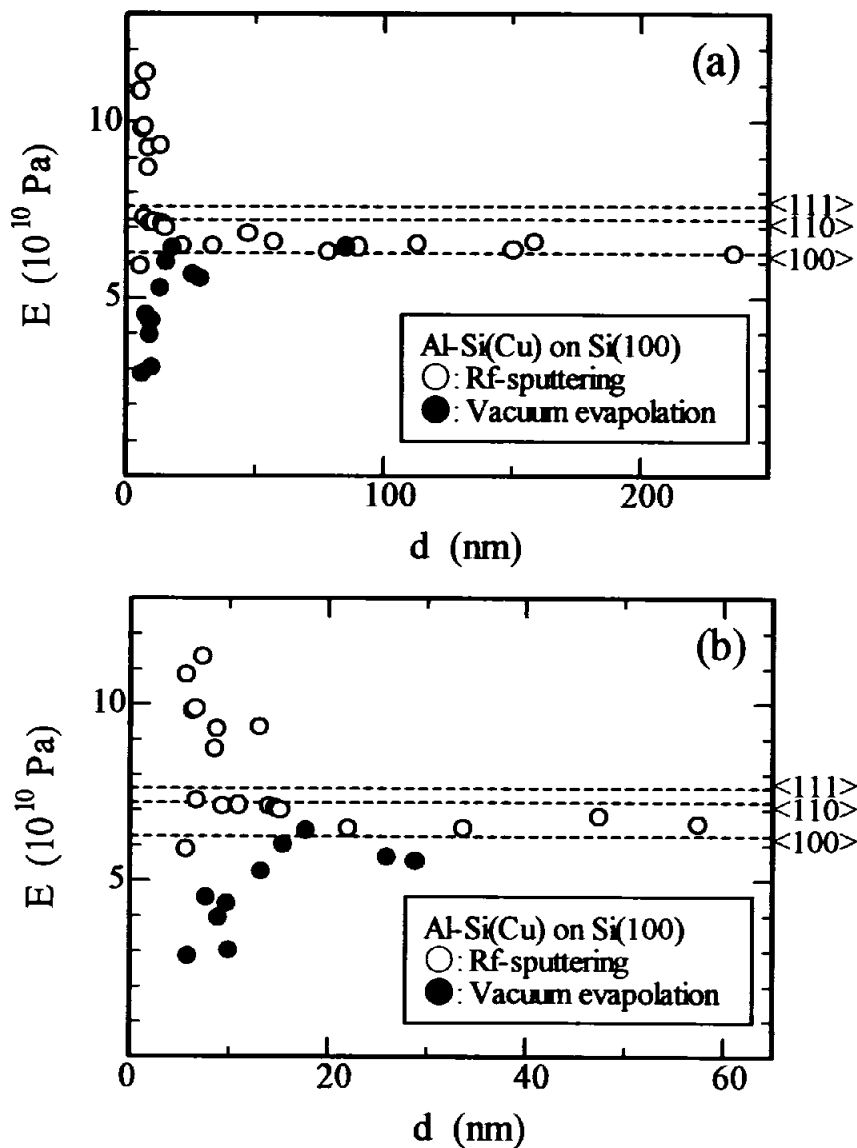 (a)
10
5
E (10^10 Pa)
<111>
<110>
<100>
Al-Si(Cu) on Si(100)
○: Rf-sputtering
●: Vacuum evapolation
0
100
200
d (nm)
(b)
10
5
E (10^10 Pa)
<111>
<110>
<100>
Al-Si(Cu) on Si(100)
○: Rf-sputtering
●: Vacuum evapolation
0
20
40
60
d (nm)